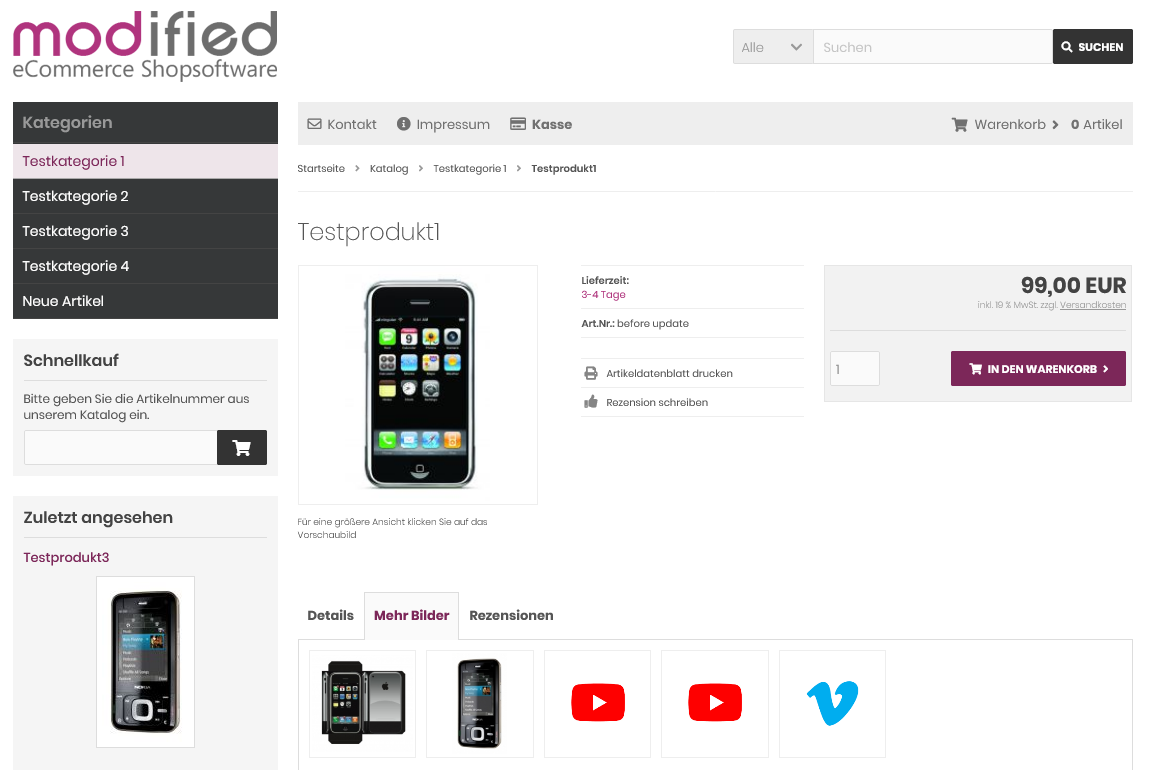 modified
eCommerce Shopsoftware
Alle
Suchen
SUCHEN
Kategorien
Testkategorie 1
Testkategorie 2
Testkategorie 3
Testkategorie 4
Neue Artikel
Schnellkauf
Bitte geben Sie die Artikelnummer aus
unserem Katalog ein.
Zuletzt angesehen
Testprodukt3
NOKIA
Kontakt
Impressum
Kasse
Warenkorb
0 Artikel
Startseite > Katalog > Testkategorie 1 > Testprodukt1
Testprodukt1
9:41 AM
Für eine größere Ansicht klicken Sie auf das
Vorschaubild
Lieferzeit:
3-4 Tage
Art.Nr.: before update
Artikeldatenblatt drucken
Rezension schreiben
99,00 EUR
inkl. 19 % MwSt. zzgl. Versandkosten
1
IN DEN WARENKORB
Details
Mehr Bilder
Rezensionen